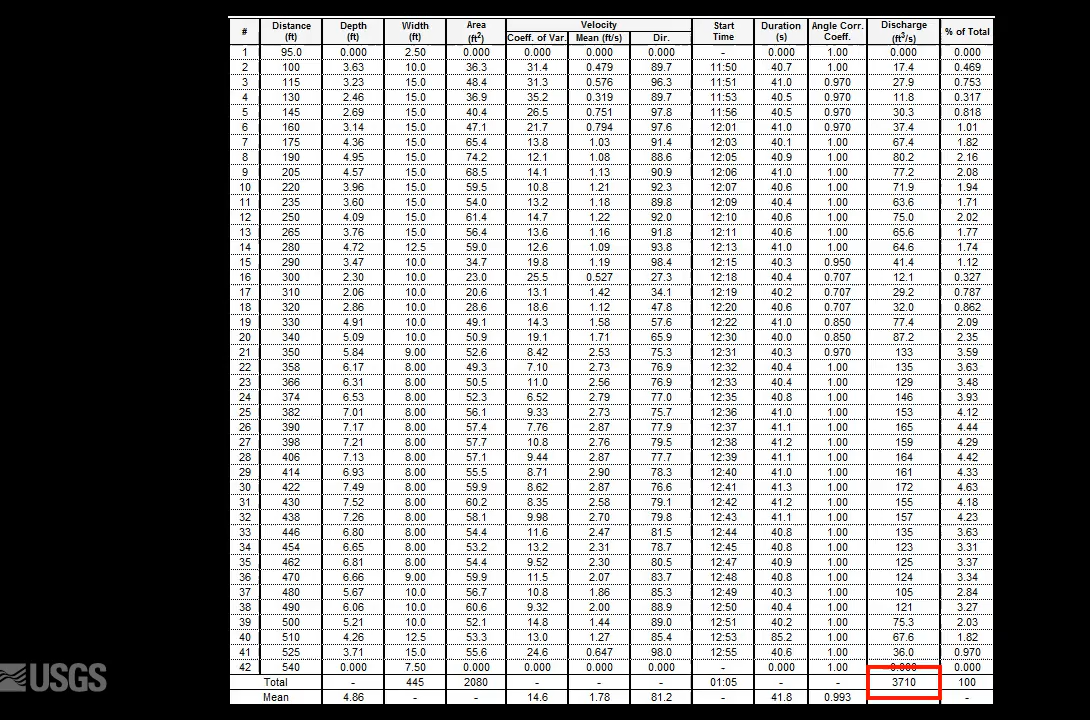 # Distance (ft) Depth (ft) Width (ft) Area (ft²) Velocity Coeff. of Var. Mean (ft/s) Dir. Start Time Duration (s) Angle Corr. Coeff. Discharge (ft³/s) % of Total
1 95.0 0.000 2.50 0.000 0.000 0.000 0.000 - 0.000 1.00 0.000 0.000
2 100 3.63 10.0 36.3 31.4 0.479 89.7 11:50 40.7 1.00 17.4 0.469
3 115 3.23 15.0 48.4 31.3 0.576 96.3 11:51 41.0 0.970 27.9 0.753
4 130 2.46 15.0 36.9 35.2 0.319 89.7 11:53 40.5 0.970 11.8 0.317
5 145 2.69 15.0 40.4 26.5 0.751 97.8 11:56 40.5 0.970 30.3 0.818
6 160 3.14 15.0 47.1 21.7 0.794 97.6 12:01 41.0 0.970 37.4 1.01
7 175 4.36 15.0 65.4 13.8 1.03 91.4 12:03 40.1 1.00 67.4 1.82
8 190 4.95 15.0 74.2 12.1 1.08 88.6 12:05 40.9 1.00 80.2 2.16
9 205 4.57 15.0 68.5 14.1 1.13 90.9 12:06 41.0 1.00 77.2 2.08
10 220 3.96 15.0 59.5 10.8 1.21 92.3 12:07 40.6 1.00 71.9 1.94
11 235 3.60 15.0 54.0 13.2 1.18 89.8 12:09 40.4 1.00 63.6 1.71
12 250 4.09 15.0 61.4 14.7 1.22 92.0 12:10 40.6 1.00 75.0 2.02
13 265 3.76 15.0 56.4 13.6 1.16 91.8 12:11 40.6 1.00 65.6 1.77
14 280 4.72 12.5 59.0 12.6 1.09 93.8 12:13 41.0 1.00 64.6 1.74
15 290 3.47 10.0 34.7 19.8 1.19 98.4 12:15 40.3 0.950 41.4 1.12
16 300 2.30 10.0 23.0 25.5 0.527 27.3 12:18 40.4 0.707 12.1 0.327
17 310 2.06 10.0 20.6 13.1 1.42 34.1 12:19 40.2 0.707 29.2 0.787
18 320 2.86 10.0 28.6 18.6 1.12 47.8 12:20 40.6 0.707 32.0 0.862
19 330 4.91 10.0 49.1 14.3 1.58 57.6 12:22 41.0 0.850 77.4 2.09
20 340 5.09 10.0 50.9 19.1 1.71 65.9 12:30 40.0 0.850 87.2 2.35
21 350 5.84 9.00 52.6 8.42 2.53 75.3 12:31 40.3 0.970 133 3.59
22 358 6.17 8.00 49.3 7.10 2.73 76.9 12:32 40.4 1.00 135 3.63
23 366 6.31 8.00 50.5 11.0 2.56 76.9 12:33 40.4 1.00 129 3.48
24 374 6.53 8.00 52.3 6.52 2.79 77.0 12:35 40.8 1.00 146 3.93
25 382 7.01 8.00 56.1 9.33 2.73 75.7 12:36 41.0 1.00 153 4.12
26 390 7.17 8.00 57.4 7.76 2.87 77.9 12:37 41.1 1.00 165 4.44
27 398 7.21 8.00 57.7 10.8 2.76 79.5 12:38 41.2 1.00 159 4.29
28 406 7.13 8.00 57.1 9.44 2.87 77.7 12:39 41.1 1.00 164 4.42
29 414 6.93 8.00 55.5 8.71 2.90 78.3 12:40 41.0 1.00 161 4.33
30 422 7.49 8.00 59.9 8.62 2.87 76.6 12:41 41.3 1.00 172 4.63
31 430 7.52 8.00 60.2 8.35 2.58 79.1 12:42 41.2 1.00 155 4.18
32 438 7.26 8.00 58.1 9.98 2.70 79.8 12:43 41.1 1.00 157 4.23
33 446 6.80 8.00 54.4 11.6 2.47 81.5 12:44 40.8 1.00 135 3.63
34 454 6.65 8.00 53.2 13.2 2.31 78.7 12:45 40.8 1.00 123 3.31
35 462 6.81 8.00 54.4 9.52 2.30 80.5 12:47 40.9 1.00 125 3.37
36 470 6.66 9.00 59.9 11.5 2.07 83.7 12:48 40.8 1.00 124 3.34
37 480 5.67 10.0 56.7 10.8 1.86 85.3 12:49 40.3 1.00 105 2.84
38 490 6.06 10.0 60.6 9.32 2.00 88.9 12:50 40.4 1.00 121 3.27
39 500 5.21 10.0 52.1 14.8 1.44 89.0 12:51 40.2 1.00 75.3 2.03
40 510 4.26 12.5 53.3 13.0 1.27 85.4 12:53 85.2 1.00 67.6 1.82
41 525 3.71 15.0 55.6 24.6 0.647 98.0 12:55 40.6 1.00 36.0 0.970
42 540 0.000 7.50 0.000 0.000 0.000 0.000 - 0.000 1.00 0.000 0.000
Total - 445 2080 - - - 01:05 - - 3710 100
Mean 4.86 - - 14.6 1.78 81.2 - 41.8 0.993 - -
USGS